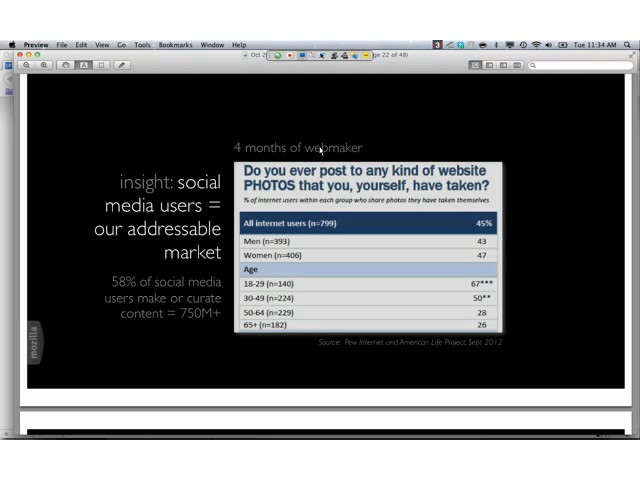 Preview File Edit View Go Tools Bookmarks Window Help
3
Tue 11:34 AM
Oct 2
ge 22 of 48)
4 months of webmaker
insight: social
media users =
our addressable
market
58% of social media
users make or curate
content = 750M+
Do you ever post to any kind of website
PHOTOS that you, yourself, have taken?
% of internet users within each group who share photos they have taken themselves
All internet users (n=799) 45%
Men (n=393) 43
Women (n=406) 47
Age
18-29 (n=140) 67***
30-49 (n=224) 50**
50-64 (n=229) 28
65+ (n=182) 26
Source: Pew Internet and American Life Project, Sept 2012
mozilla